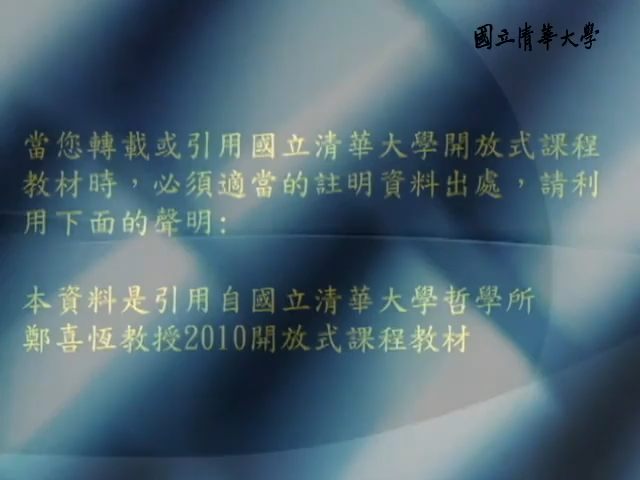 國立清華大學
當您轉載或引用國立清華大學開放式課程
教材時，必須適當的註明資料出處，請利
用下面的聲明:
本資料是引用自國立清華大學哲學所
鄭喜恆教授2010開放式課程教材